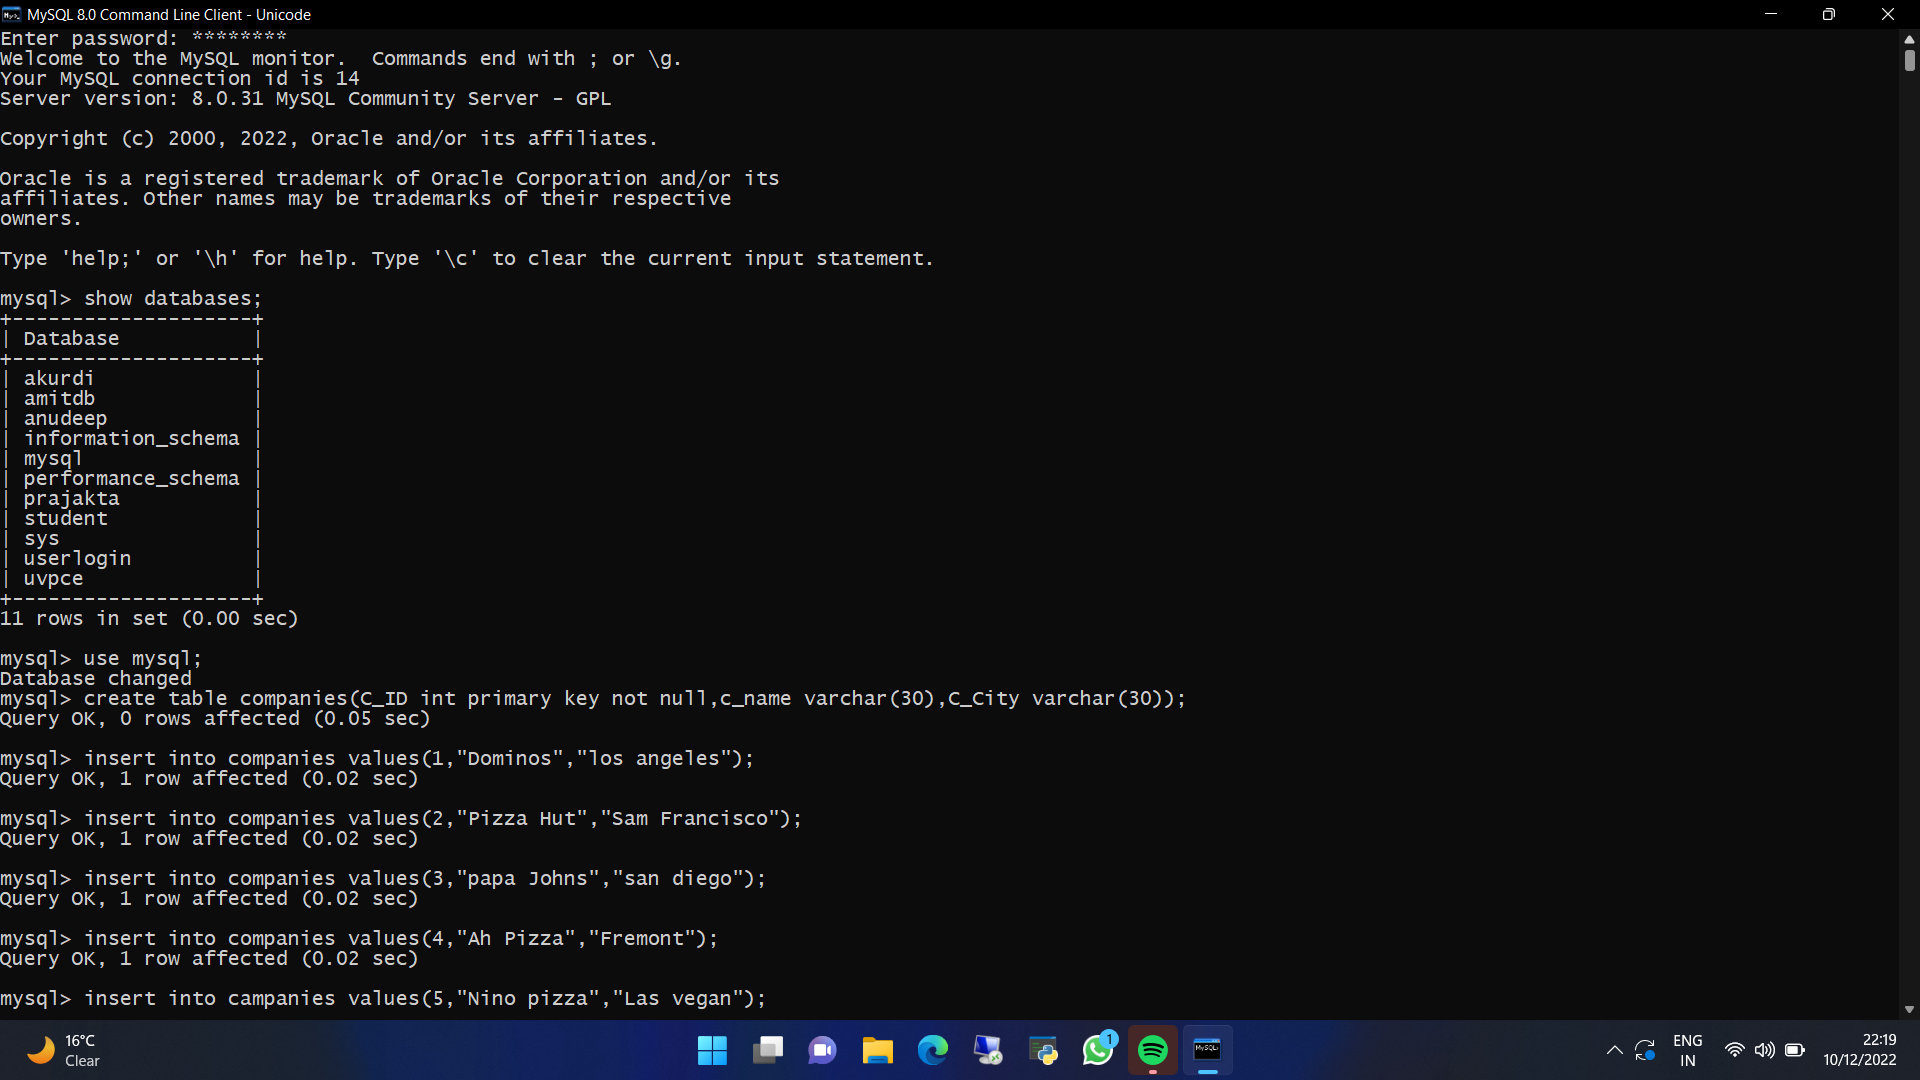 MySQL 8.0 Command Line Client - Unicode
Enter password: ********
Welcome to the MySQL monitor.  Commands end with ; or \g.
Your MySQL connection id is 14
Server version: 8.0.31 MySQL Community Server - GPL
Copyright (c) 2000, 2022, Oracle and/or its affiliates.
Oracle is a registered trademark of Oracle Corporation and/or its
affiliates. Other names may be trademarks of their respective
owners.
Type 'help;' or '\h' for help. Type '\c' to clear the current input statement.
mysql> show databases;
+--------------------+
| Database           |
+--------------------+
| akurdi             |
| amitdb             |
| anudeep            |
| information_schema |
| mysql              |
| performance_schema |
| prajakta           |
| student            |
| sys                |
| userlogin          |
| uvpce              |
+--------------------+
11 rows in set (0.00 sec)
mysql> use mysql;
Database changed
mysql> create table companies(C_ID int primary key not null,c_name varchar(30),C_City varchar(30));
Query OK, 0 rows affected (0.05 sec)
mysql> insert into companies values(1,"Dominos","los angeles");
Query OK, 1 row affected (0.02 sec)
mysql> insert into companies values(2,"Pizza Hut","Sam Francisco");
Query OK, 1 row affected (0.02 sec)
mysql> insert into companies values(3,"papa Johns","san diego");
Query OK, 1 row affected (0.02 sec)
mysql> insert into companies values(4,"Ah Pizza","Fremont");
Query OK, 1 row affected (0.02 sec)
mysql> insert into campanies values(5,"Nino pizza","Las vegan");
16°C
Clear
1
MySQL>
ENG
IN
22:19
10/12/2022